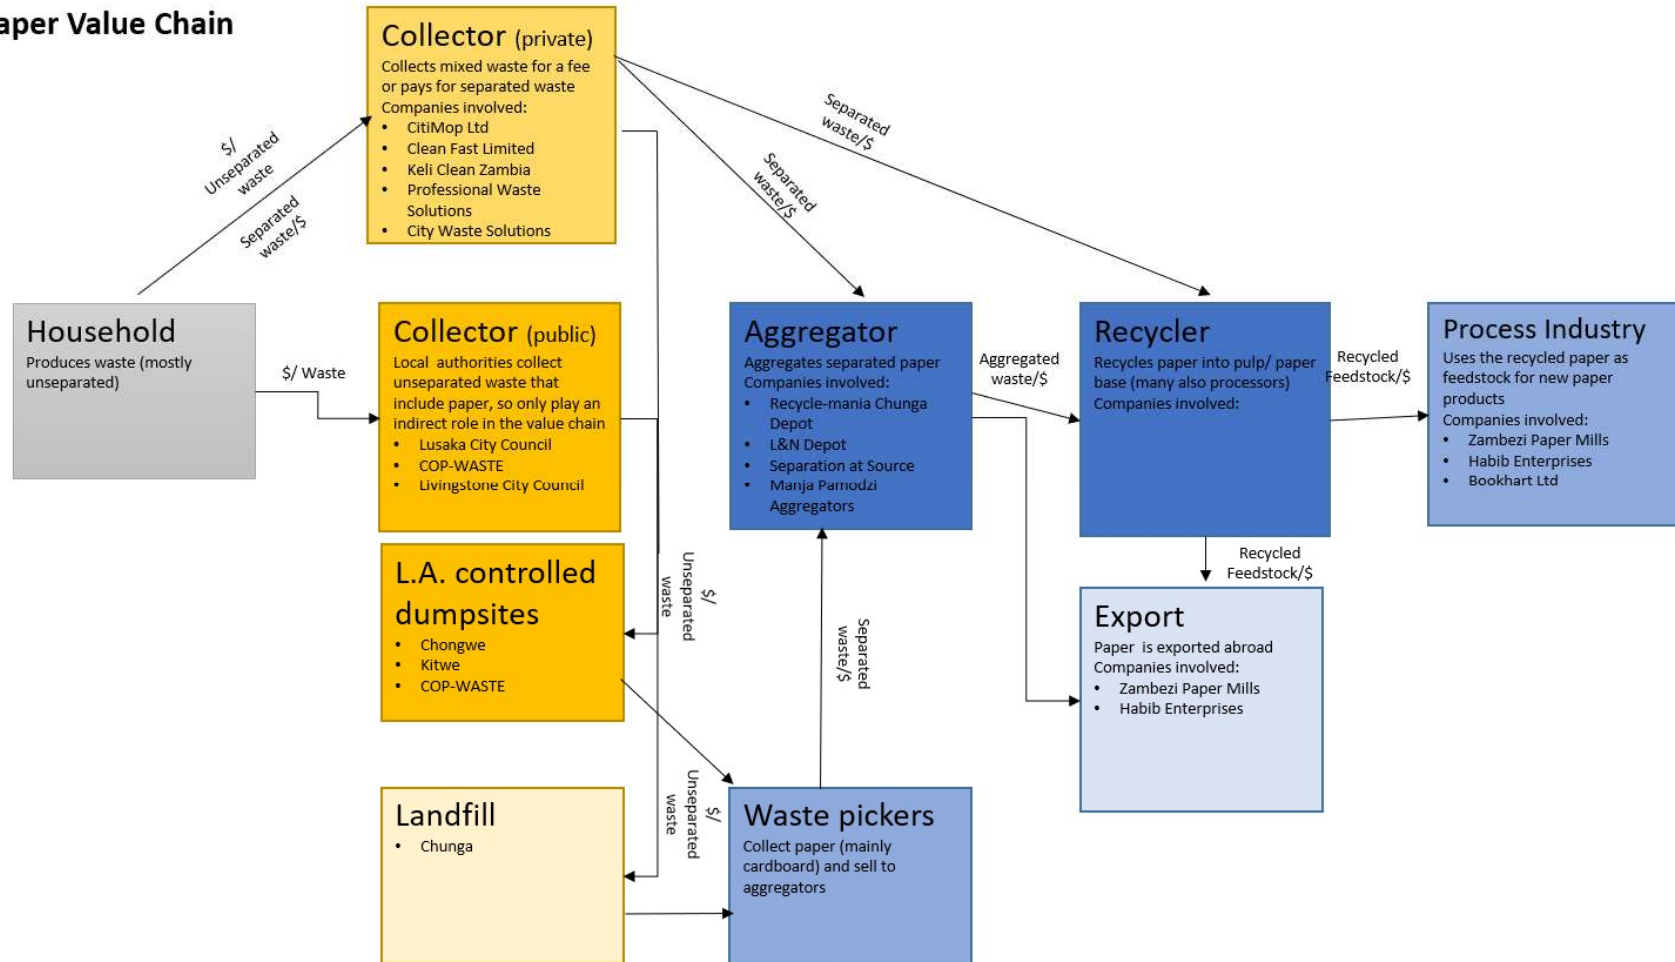 aper Value Chain
Collector (private)
Collects mixed waste for a fee
or pays for separated waste
Companies involved:
• CitiMop Ltd
• Clean Fast Limited
• Keli Clean Zambia
• Professional Waste
Solutions
• City Waste Solutions
$/
Unseparated
waste
Separated
waste/$
Separated
waste/$
Separated
waste/$
Household
Produces waste (mostly
unseparated)
$/ Waste
Collector (public)
Local authorities collect
unseparated waste that
include paper, so only play an
indirect role in the value chain
• Lusaka City Council
• COP-WASTE
• Livingstone City Council
Aggregator
Aggregates separated paper
Companies involved:
• Recycle-mania Chunga
Depot
• L&N Depot
• Separation at Source
• Manja Pamodzi
Aggregators
Aggregated
waste/$
Recycler
Recycles paper into pulp/ paper
base (many also processors)
Companies involved:
Recycled
Feedstock/$
Process Industry
Uses the recycled paper as
feedstock for new paper
products
Companies involved:
• Zambezi Paper Mills
• Habib Enterprises
• Bookhart Ltd
L.A. controlled
dumpsites
• Chongwe
• Kitwe
• COP-WASTE
$/
Unseparated
waste
Separated
waste/$
Recycled
Feedstock/$
Export
Paper is exported abroad
Companies involved:
• Zambezi Paper Mills
• Habib Enterprises
Landfill
• Chunga
$/
Unseparated
waste
Waste pickers
Collect paper (mainly
cardboard) and sell to
aggregators